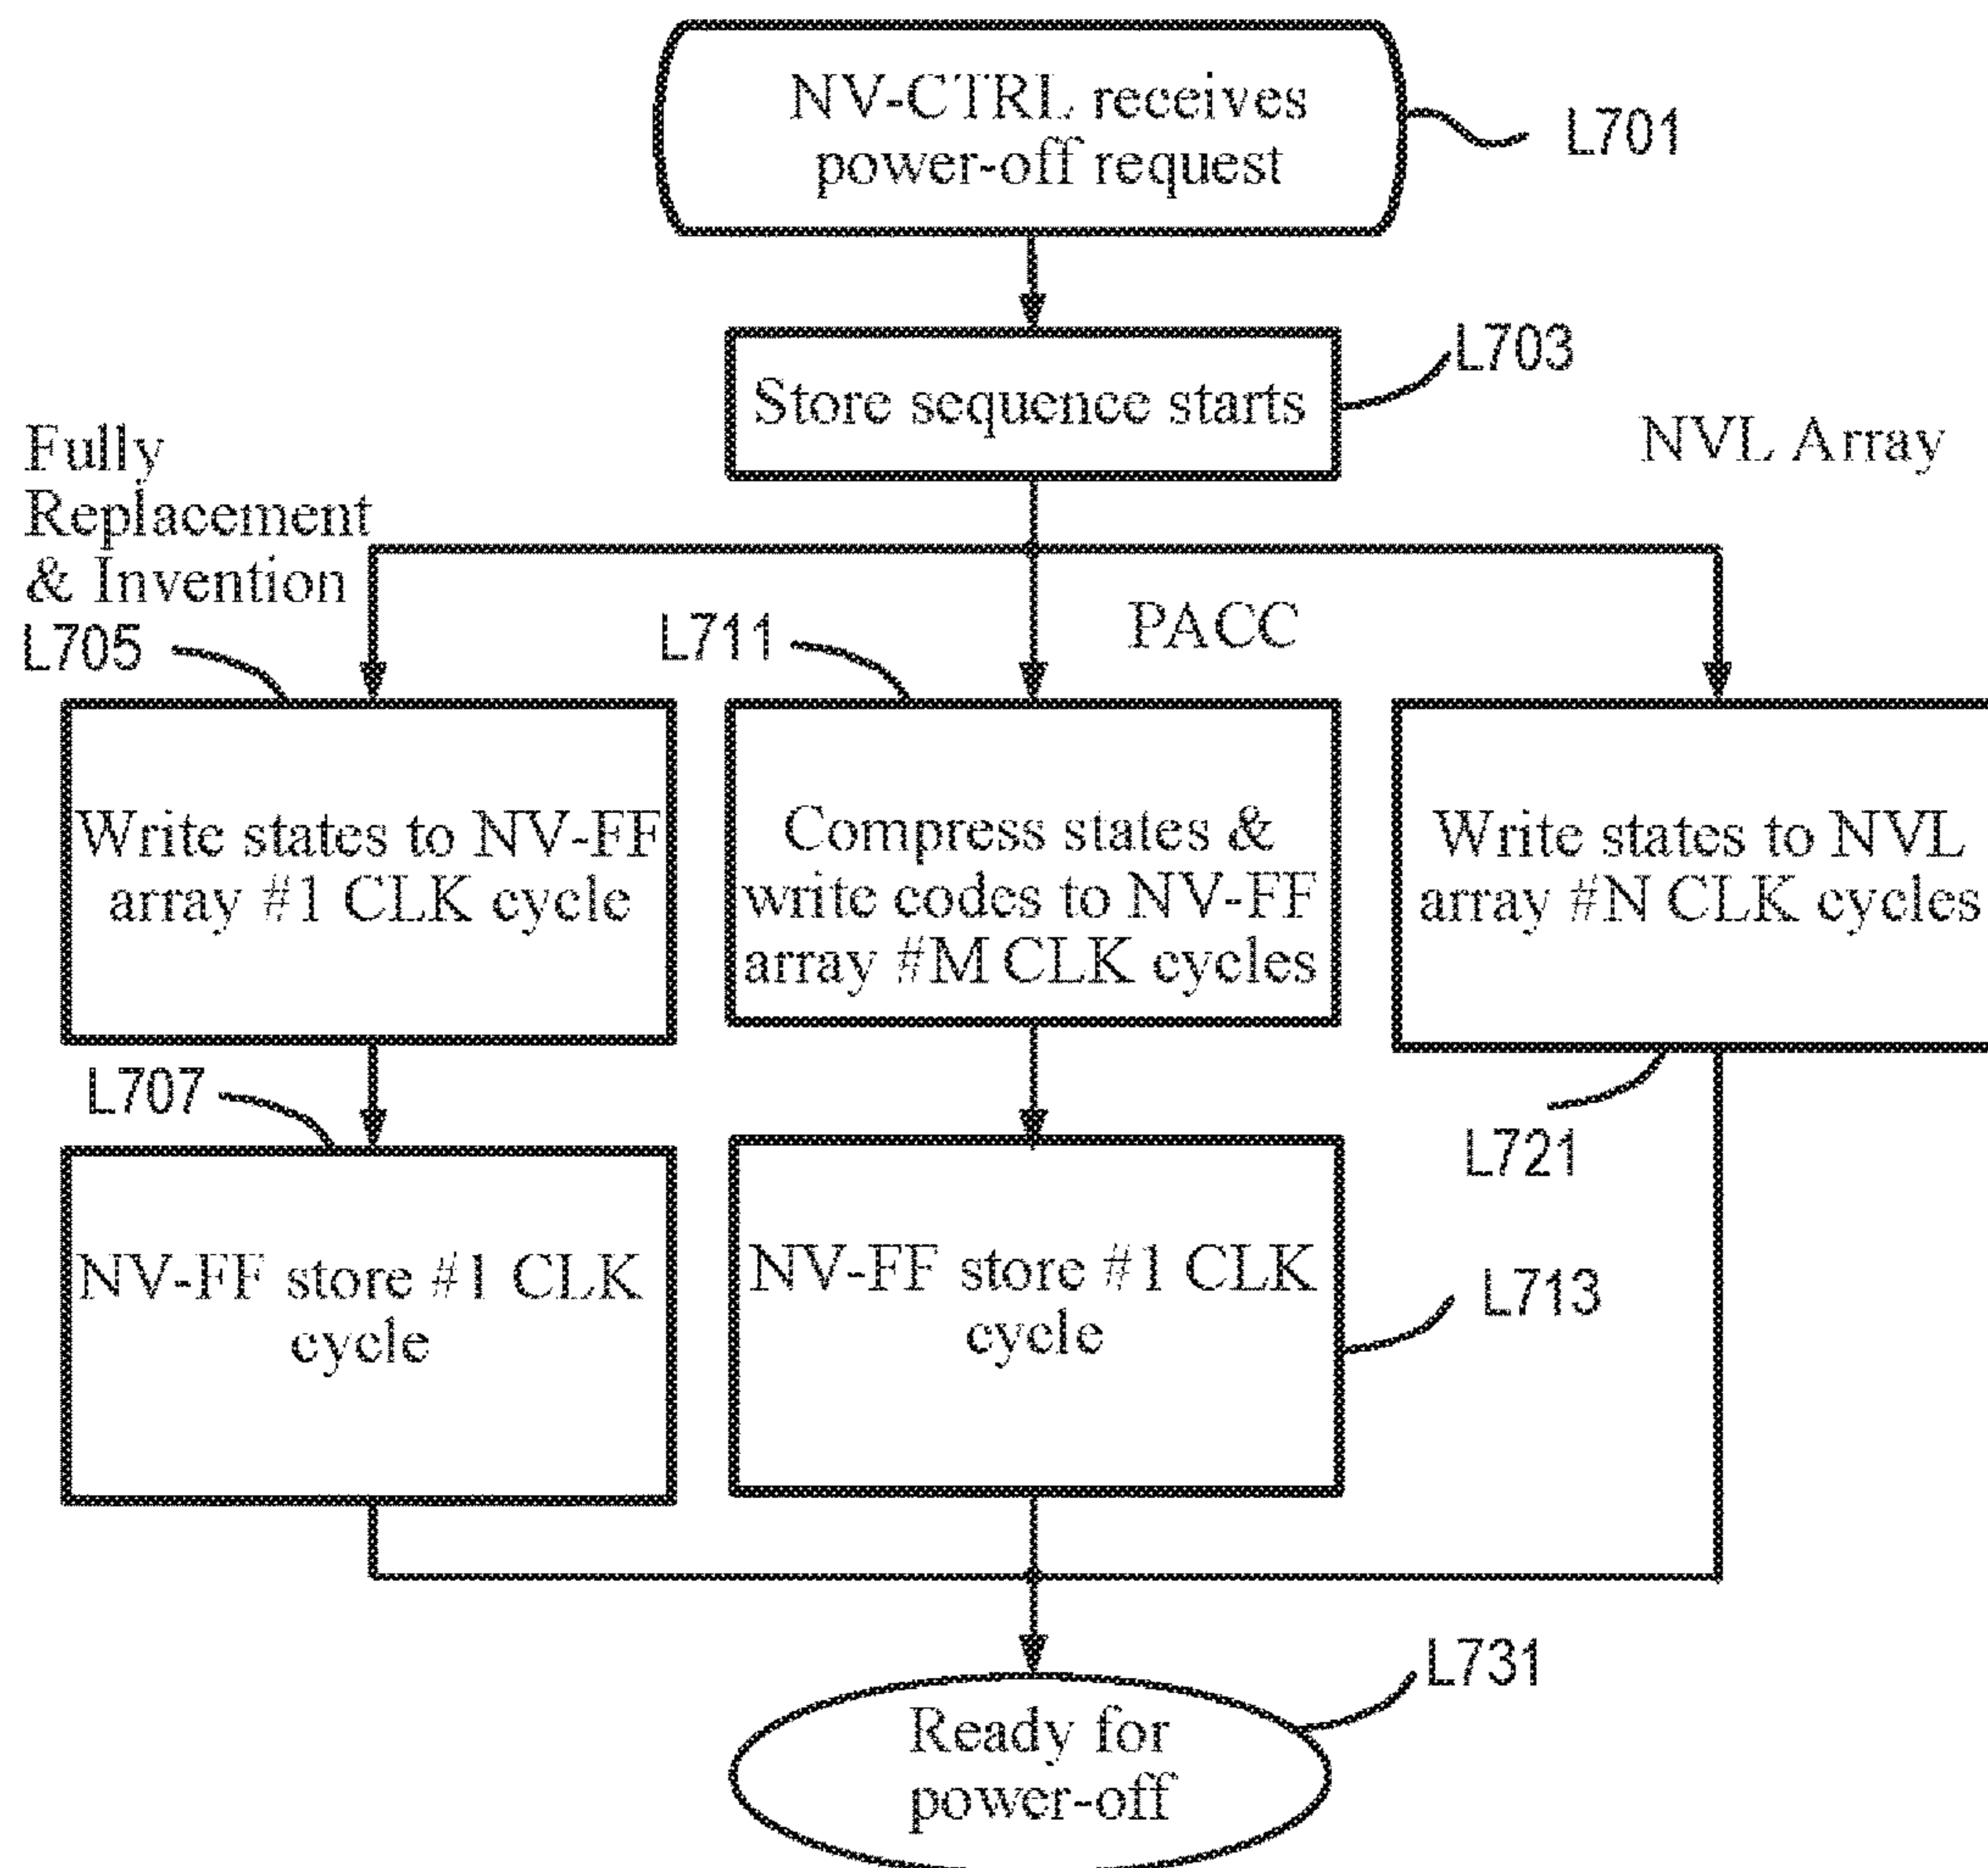 NV-CTRL receives
power-off request
L701
Store sequence starts
L703
Fully
Replacement
& Invention
NVL Array
PACC
L705
L711
Write states to NV-FF
array #1 CLK cycle
Compress states &
write codes to NV-FF
array #M CLK cycles
Write states to NVL
array #N CLK cycles
L707
L721
NV-FF store #1 CLK
cycle
NV-FF store #1 CLK
cycle
L713
L731
Ready for
power-off